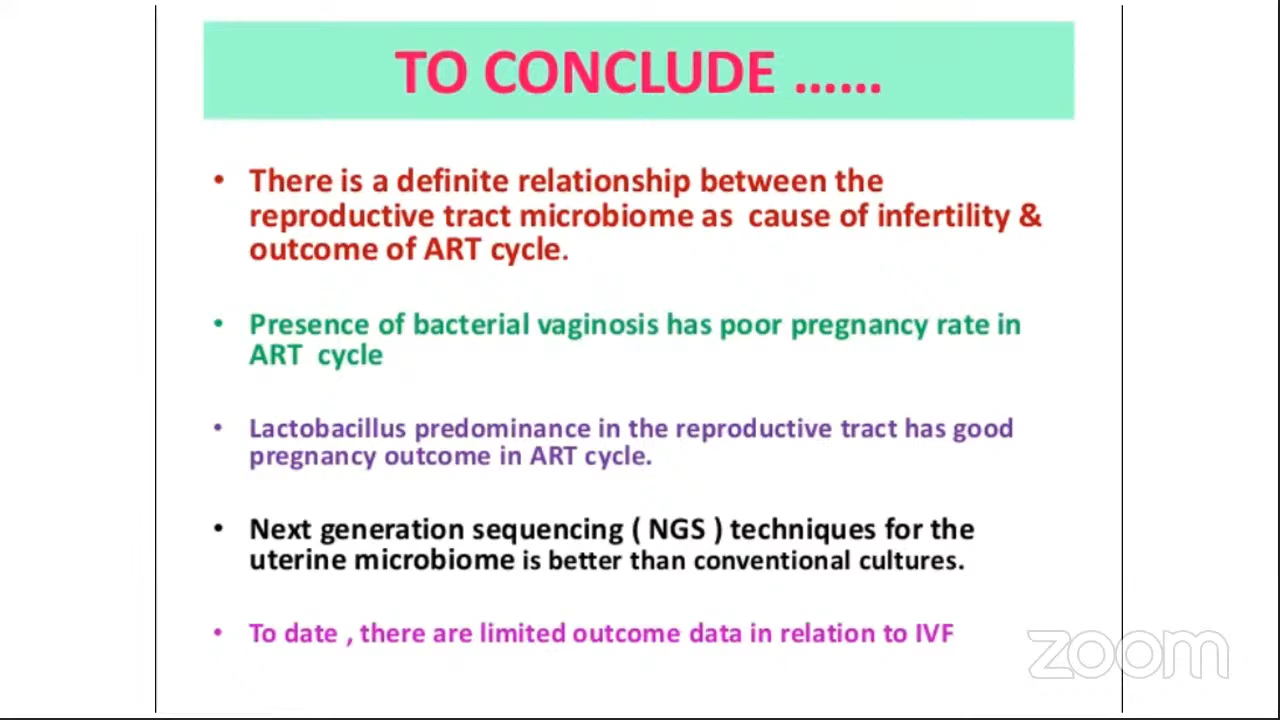 TO CONCLUDE ......
• There is a definite relationship between the
reproductive tract microbiome as cause of infertility &
outcome of ART cycle.
• Presence of bacterial vaginosis has poor pregnancy rate in
ART cycle
• Lactobacillus predominance in the reproductive tract has good
pregnancy outcome in ART cycle.
• Next generation sequencing ( NGS ) techniques for the
uterine microbiome is better than conventional cultures.
• To date , there are limited outcome data in relation to IVF
zoom